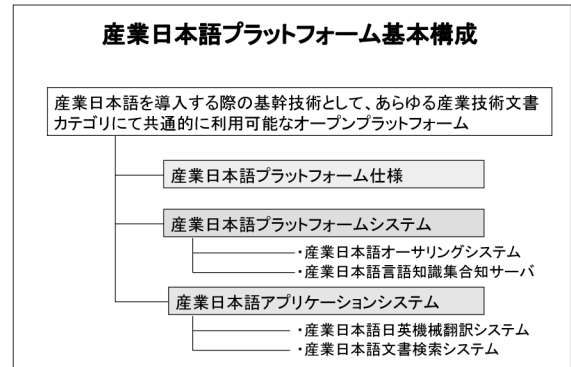 産業日本語プラットフォーム基本構成
産業日本語を導入する際の基幹技術として、あらゆる産業技術文書
カテゴリにて共通的に利用可能なオープンプラットフォーム
産業日本語プラットフォーム仕様
産業日本語プラットフォームシステム
・産業日本語オーサリングシステム
・産業日本語言語知識集合知サーバ
産業日本語アプリケーションシステム
・産業日本語日英機械翻訳システム
・産業日本語文書検索システム